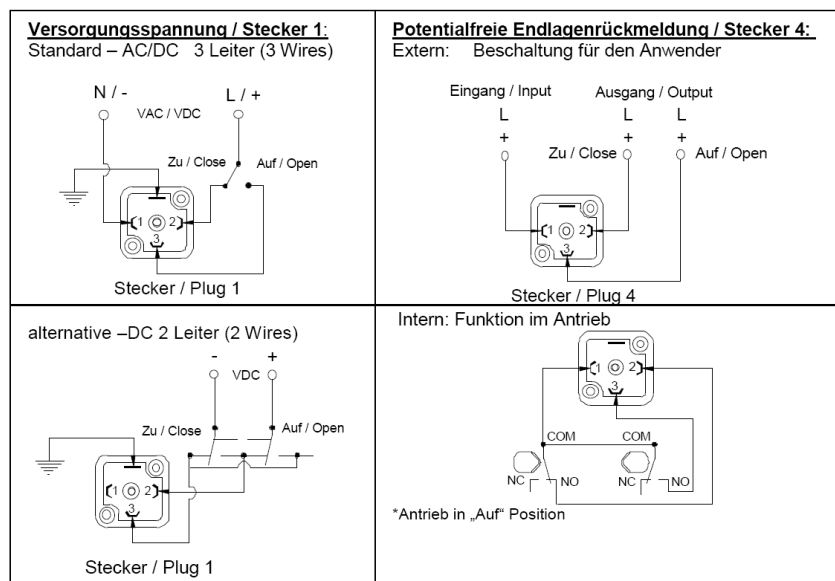 Versorgungsspannung / Stecker 1:
Standard – AC/DC 3 Leiter (3 Wires)
N / -
L / +
VAC / VDC
Zu / Close
Auf / Open
1
2
3
Stecker / Plug 1
Potentialfreie Endlagenrückmeldung / Stecker 4:
Extern: Beschaltung für den Anwender
Eingang / Input
Ausgang / Output
L
L
L
+
+
+
Zu / Close
Auf / Open
1
2
3
Stecker / Plug 4
alternative –DC 2 Leiter (2 Wires)
-
+
VDC
Zu / Close
Auf / Open
1
2
3
Stecker / Plug 1
Intern: Funktion im Antrieb
1
2
3
COM
COM
NC
NO
NC
NO
*Antrieb in „Auf“ Position